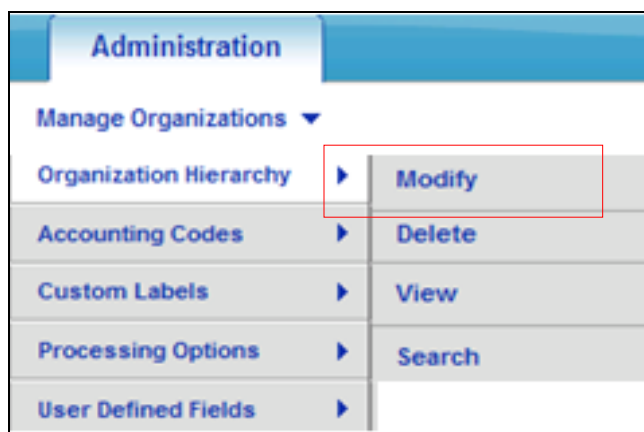 Administration
Manage Organizations
Organization Hierarchy
Modify
Accounting Codes
Delete
Custom Labels
View
Processing Options
Search
User Defined Fields